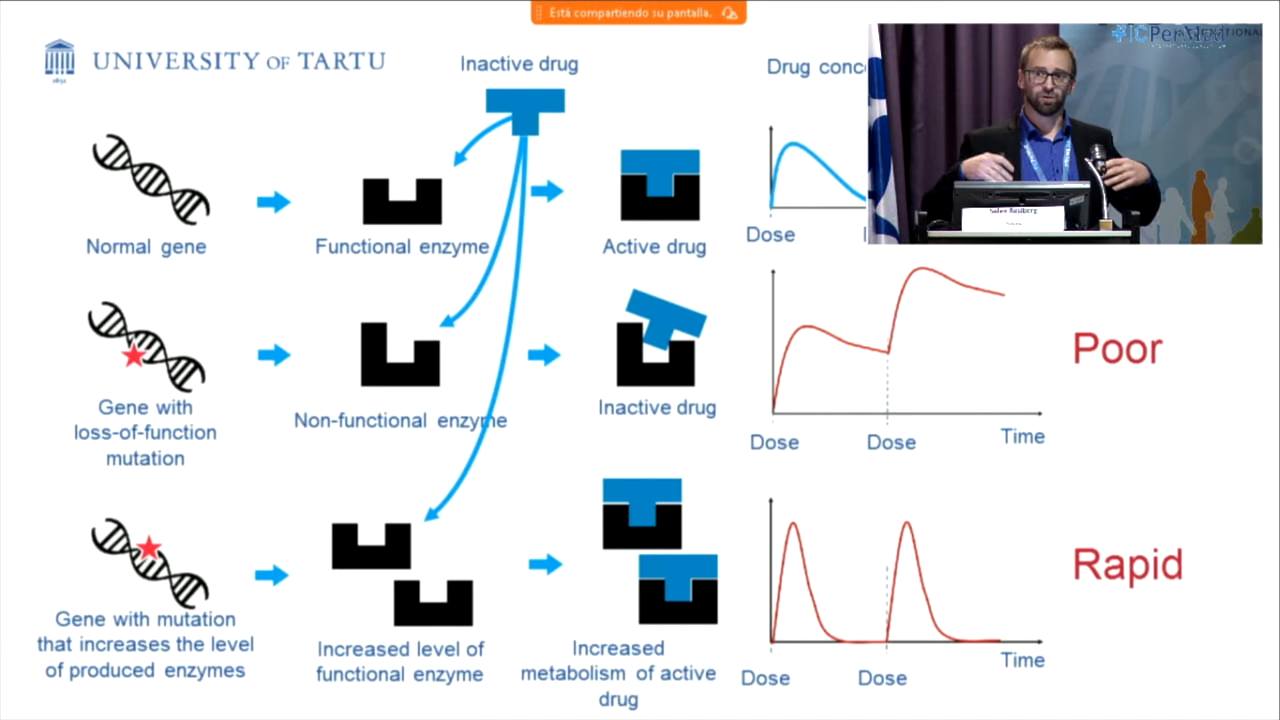 Está compartiendo su pantalla.
UNIVERSITY OF TARTU
Inactive drug
Drug conc
ICPerMed
Normal gene
Functional enzyme
Active drug
Dose
Gene with
loss-of-function
mutation
Non-functional enzyme
Inactive drug
Dose
Dose
Time
Poor
Gene with mutation
that increases the level
of produced enzymes
Increased level of
functional enzyme
Increased
metabolism of active
drug
Dose
Dose
Time
Rapid